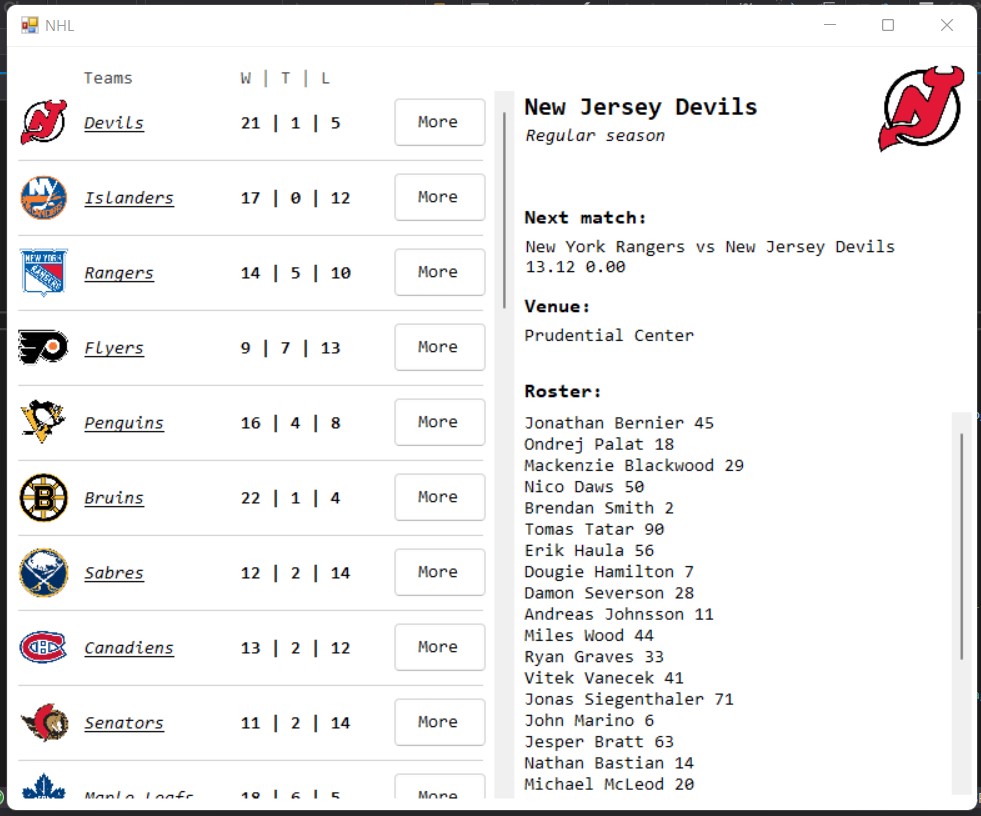 NHL
Teams W | T | L
Devils 21 | 1 | 5 More
Islanders 17 | 0 | 12 More
NEW YORK
RANGERS
Rangers 14 | 5 | 10 More
Flyers 9 | 7 | 13 More
Penguins 16 | 4 | 8 More
Bruins 22 | 1 | 4 More
Sabres 12 | 2 | 14 More
Canadiens 13 | 2 | 12 More
Senators 11 | 2 | 14 More
Maple Leafs 18 | 6 | 5 More
New Jersey Devils
Regular season
Next match:
New York Rangers vs New Jersey Devils
13.12 0.00
Venue:
Prudential Center
Roster:
Jonathan Bernier 45
Ondrej Palat 18
Mackenzie Blackwood 29
Nico Daws 50
Brendan Smith 2
Tomas Tatar 90
Erik Haula 56
Dougie Hamilton 7
Damon Severson 28
Andreas Johnsson 11
Miles Wood 44
Ryan Graves 33
Vitek Vanecek 41
Jonas Siegenthaler 71
John Marino 6
Jesper Bratt 63
Nathan Bastian 14
Michael McLeod 20